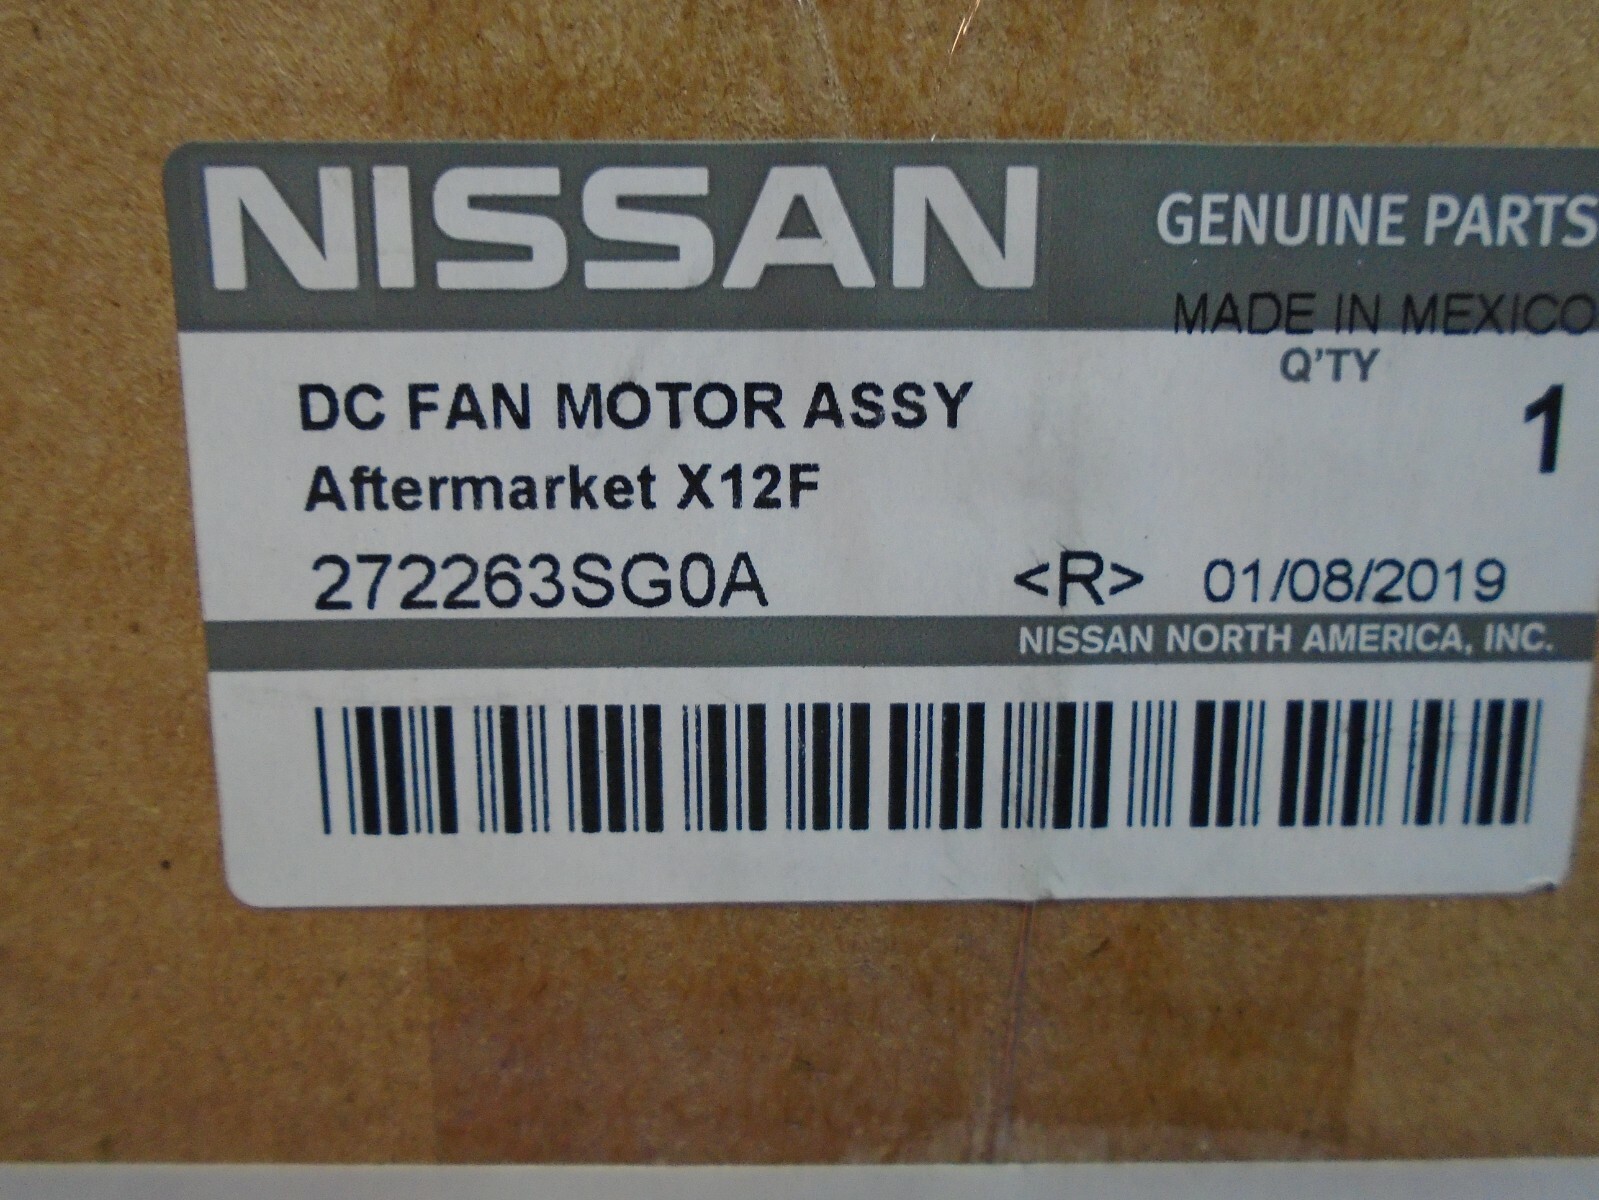 NISSAN
GENUINE PARTS
MADE IN MEXICO
Q'TY
1
DC FAN MOTOR ASSY
Aftermarket X12F
272263SG0A <R> 01/08/2019
NISSAN NORTH AMERICA, INC.